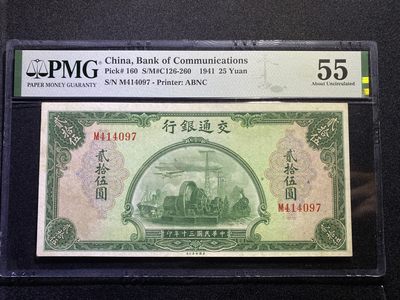 PMG
PAPER MONEY GUARANTY
China, Bank of Communications
Pick# 160 S/M#C126-260 1941 25 Yuan
S/N M414097 - Printer: ABNC
55
About Uncirculated
行銀通交
M414097
貳拾伍圓
貳拾伍圓
M414097
印年十三國民華中